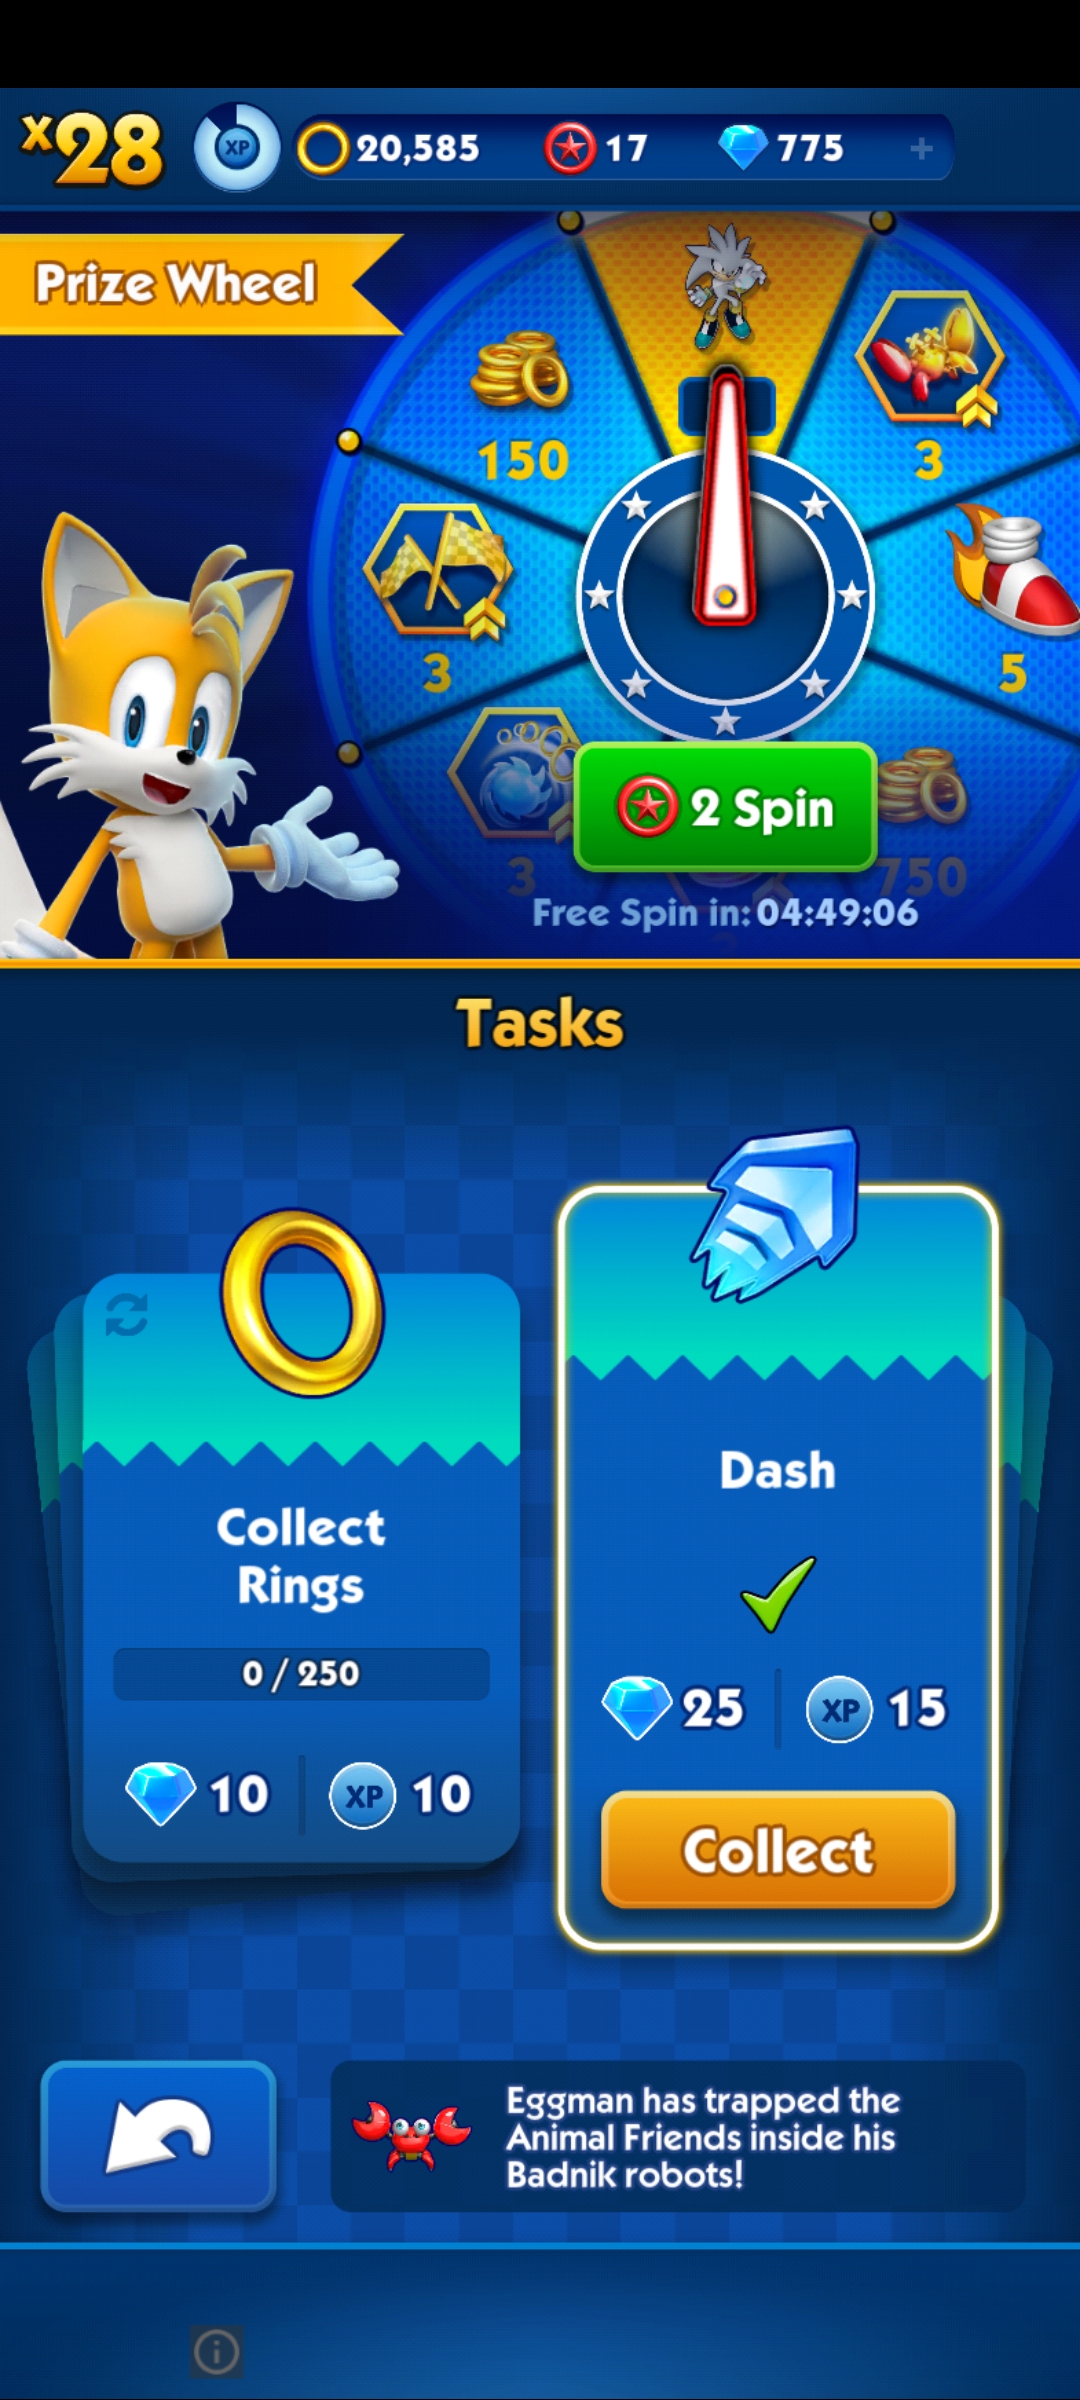 x28
XP
20,585
17
775
+
Prize Wheel
150
3
3
5
3
750
2 Spin
Free Spin in: 04:49:06
Tasks
Collect
Rings
0 / 250
10
XP
10
Dash
25
XP
15
Collect
Eggman has trapped the
Animal Friends inside his
Badnik robots!